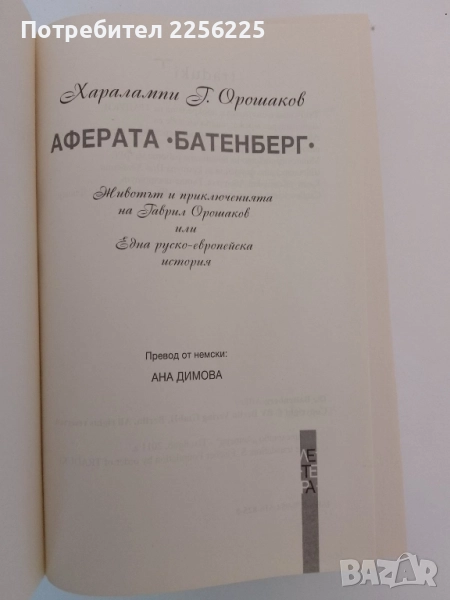 Потребител 2256225
Харалампи Г. Орошаков
АФЕРАТА •БАТЕНБЕРГ•
Животът и приключенията
на Гаврил Орошаков
или
Една руско-европейска
история
Превод от немски:
АНА ДИМОВА
ЛЕТЕРА
BAZAR